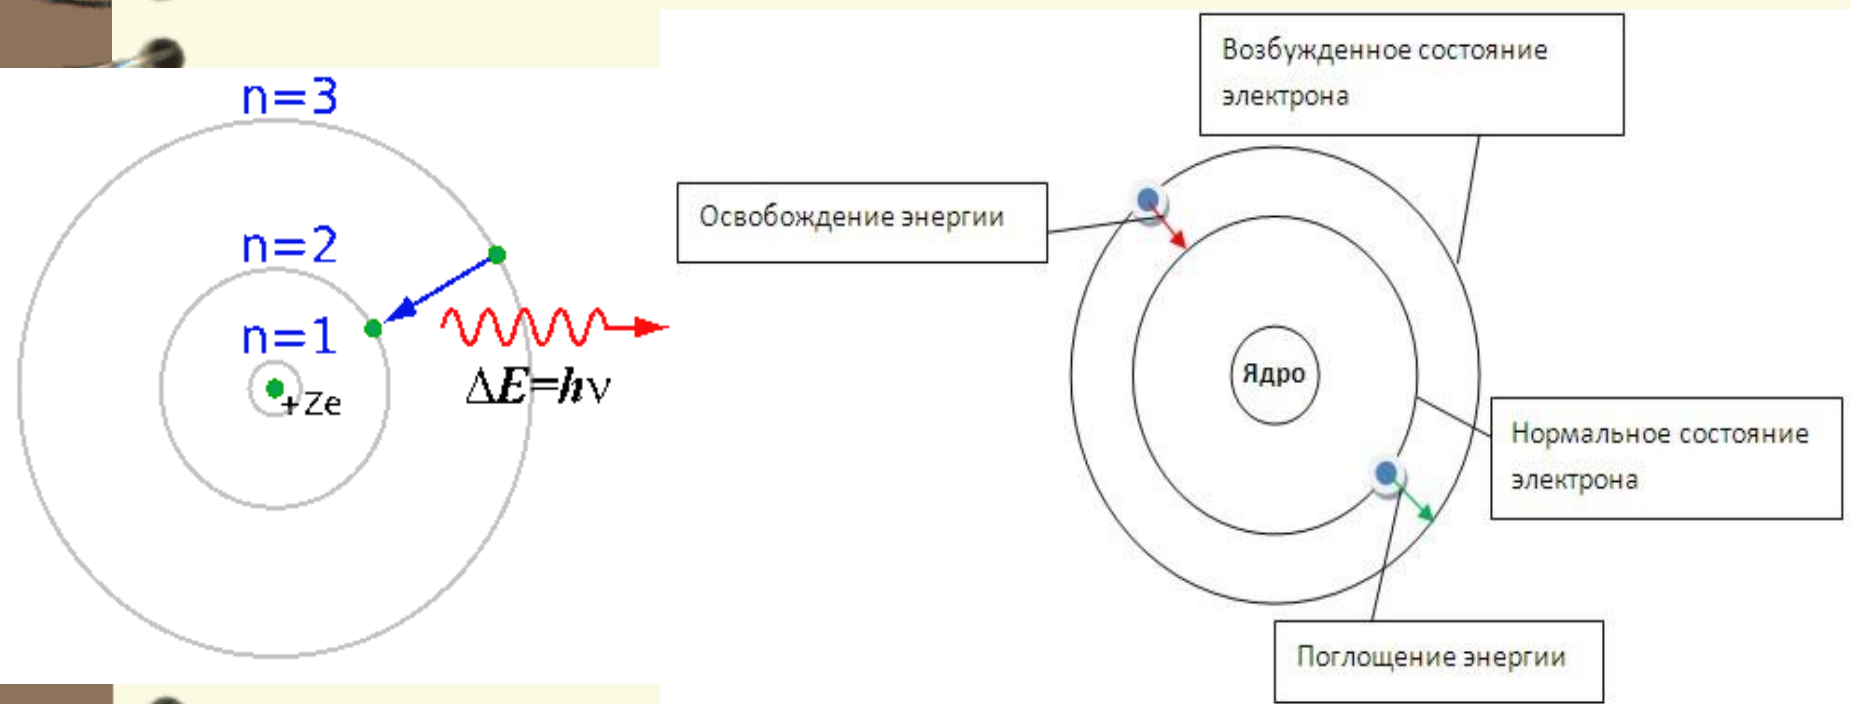 n=3
n=2
n=1
+Ze
ΔE=hν
Возбужденное состояние
электрона
Освобождение энергии
Ядро
Нормальное состояние
электрона
Поглощение энергии